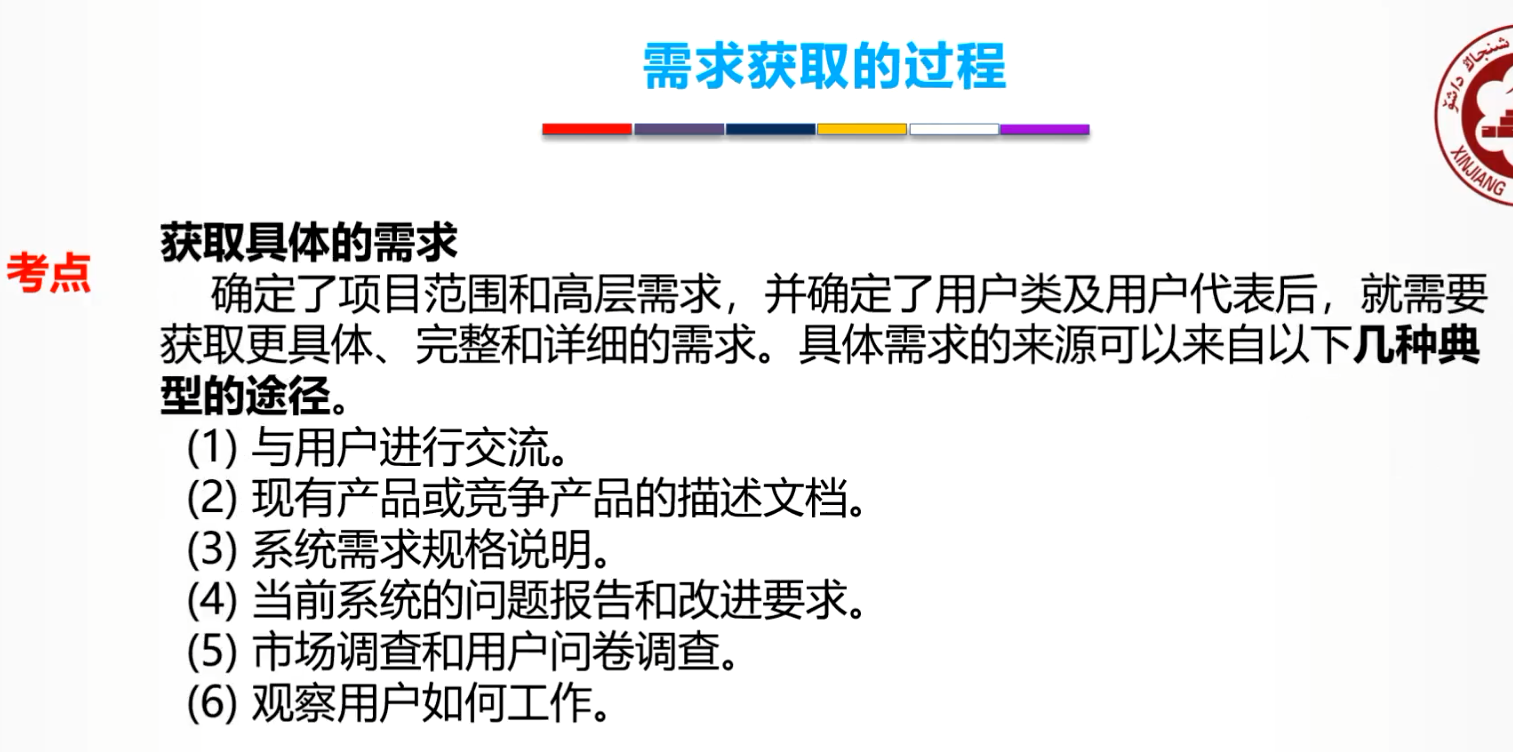 需求获取的过程
شىنجاڭ داشۆ
XINJIANG
获取具体的需求
考点
确定了项目范围和高层需求，并确定了用户类及用户代表后，就需要
获取更具体、完整和详细的需求。具体需求的来源可以来自以下几种典
型的途径。
(1) 与用户进行交流。
(2) 现有产品或竞争产品的描述文档。
(3) 系统需求规格说明。
(4) 当前系统的问题报告和改进要求。
(5) 市场调查和用户问卷调查。
(6) 观察用户如何工作。